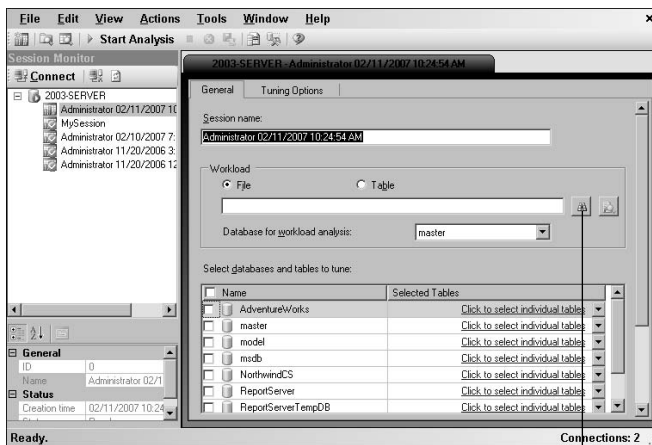 File Edit View Actions Tools Window Help
Start Analysis
Session Monitor
Connect
2003-SERVER
Administrator 02/11/2007 10
MySession
Administrator 02/10/2007 7:
Administrator 11/20/2006 3:
Administrator 11/20/2006 12
General
ID 0
Name Administrator 02/1
Status
Creation time 02/11/2007 10:24
2003-SERVER - Administrator 02/11/2007 10:24:54 AM
General Tuning Options
Session name:
Administrator 02/11/2007 10:24:54 AM
Workload
File Table
Database for workload analysis: master
Select databases and tables to tune:
Name Selected Tables
AdventureWorks Click to select individual tables
master Click to select individual tables
model Click to select individual tables
msdb Click to select individual tables
NorthwindCS Click to select individual tables
ReportServer Click to select individual tables
ReportServerTempDB Click to select individual tables
Ready. Connections: 2